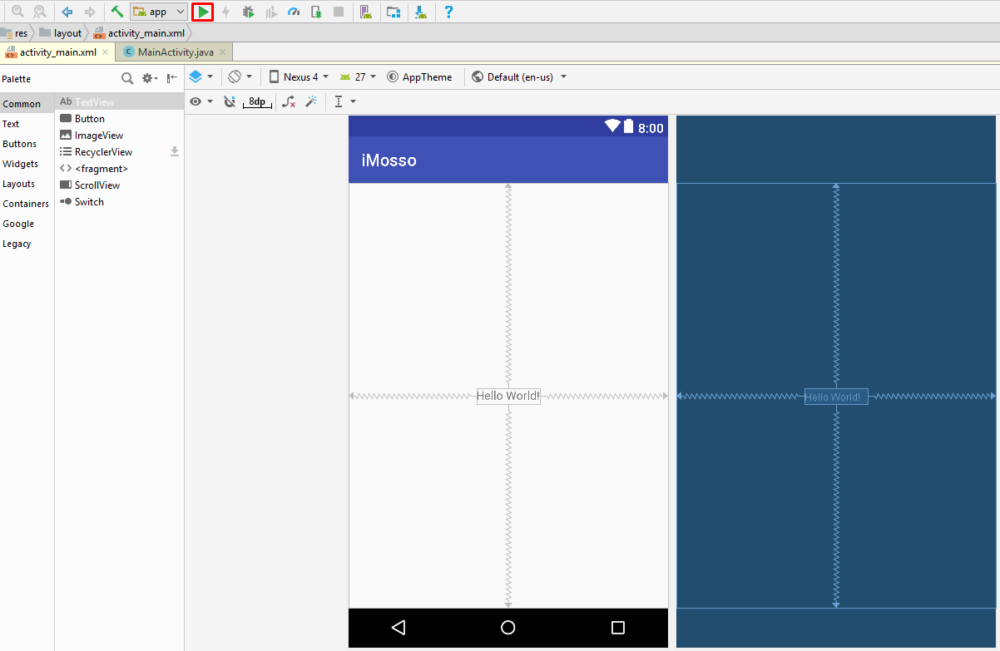 app
res layout activity_main.xml
activity_main.xml MainActivity.java
Palette
Nexus 4 27 AppTheme Default (en-us)
8dp
Common
Text
Buttons
Widgets
Layouts
Containers
Google
Legacy
Ab TextView
Button
ImageView
RecyclerView
<fragment>
ScrollView
Switch
8:00
iMosso
Hello World!
Hello World!